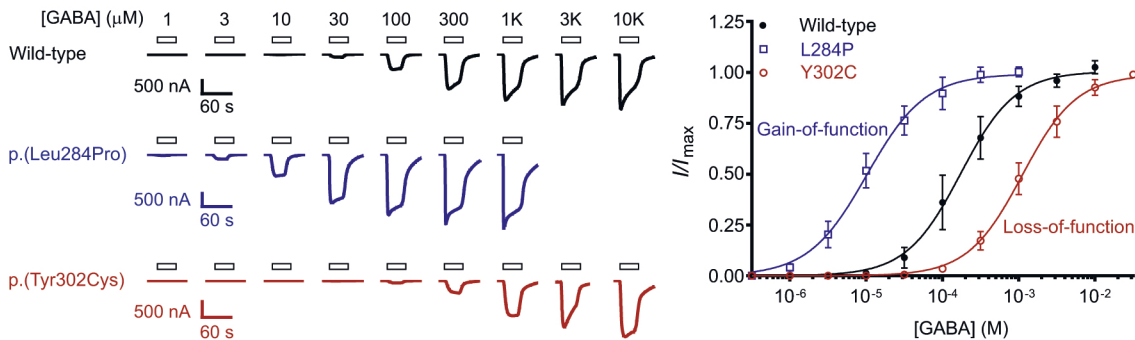 [GABA] (μM) 1 3 10 30 100 300 1K 3K 10K
Wild-type
500 nA
60 s
p.(Leu284Pro)
500 nA
60 s
p.(Tyr302Cys)
500 nA
60 s
Wild-type
L284P
Y302C
1.00
0.75
0.50
0.25
0.00
I/Imax
Gain-of-function
Loss-of-function
10-6 10-5 10-4 10-3 10-2
[GABA] (M)